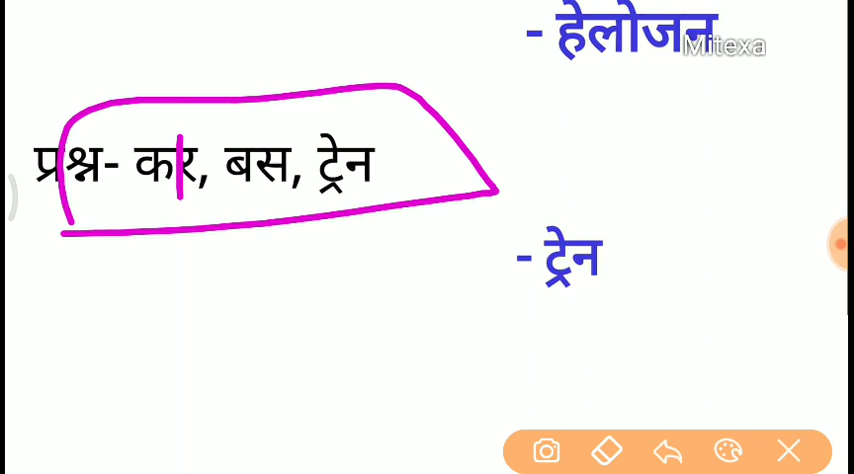 - हेलोजन
Mitexa
प्रश्न- कर, बस, ट्रेन
- ट्रेन